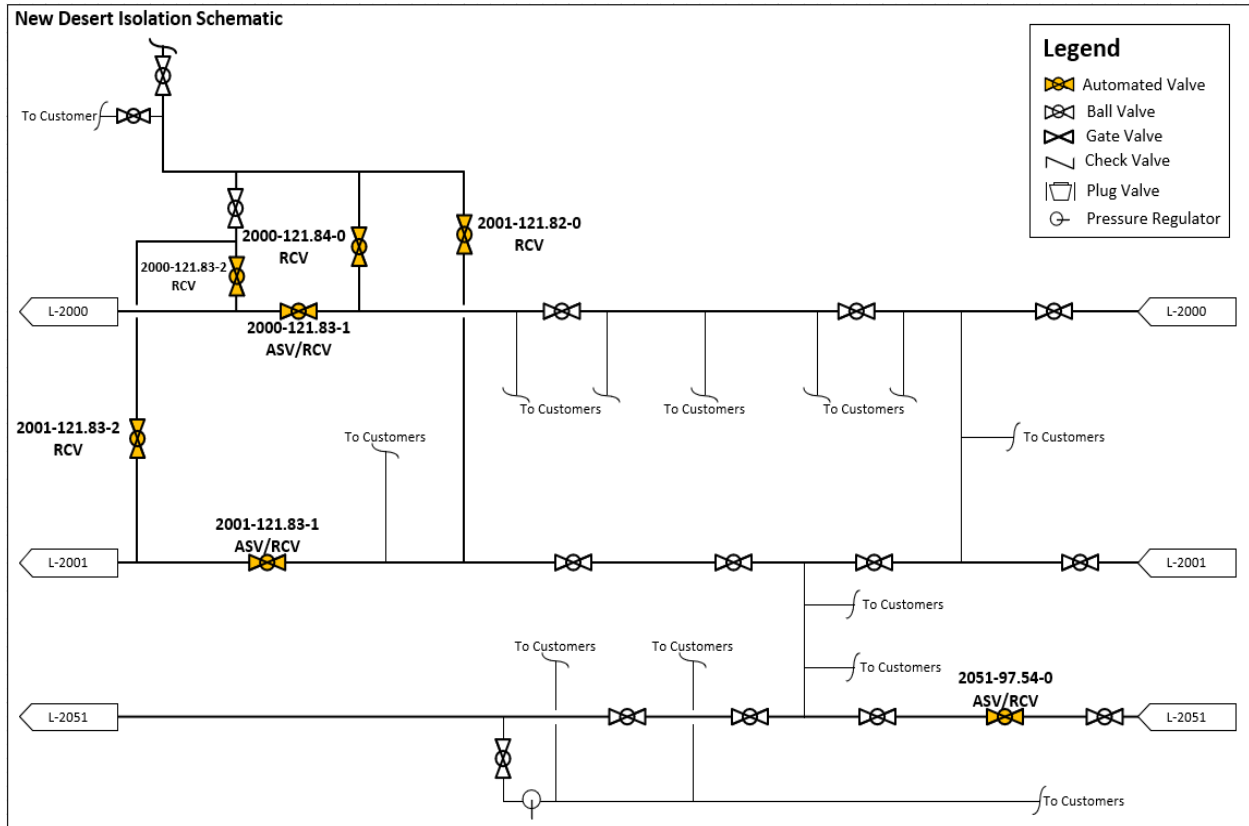 New Desert Isolation Schematic
Legend
Automated Valve
Ball Valve
Gate Valve
Check Valve
Plug Valve
Pressure Regulator
To Customer
2000-121.84-0
RCV
2001-121.82-0
RCV
2000-121.83-2
RCV
L-2000
2000-121.83-1
ASV/RCV
L-2000
To Customers
To Customers
To Customers
2001-121.83-2
RCV
To Customers
To Customers
2001-121.83-1
ASV/RCV
L-2001
L-2001
To Customers
To Customers
To Customers
To Customers
2051-97.54-0
ASV/RCV
L-2051
L-2051
To Customers